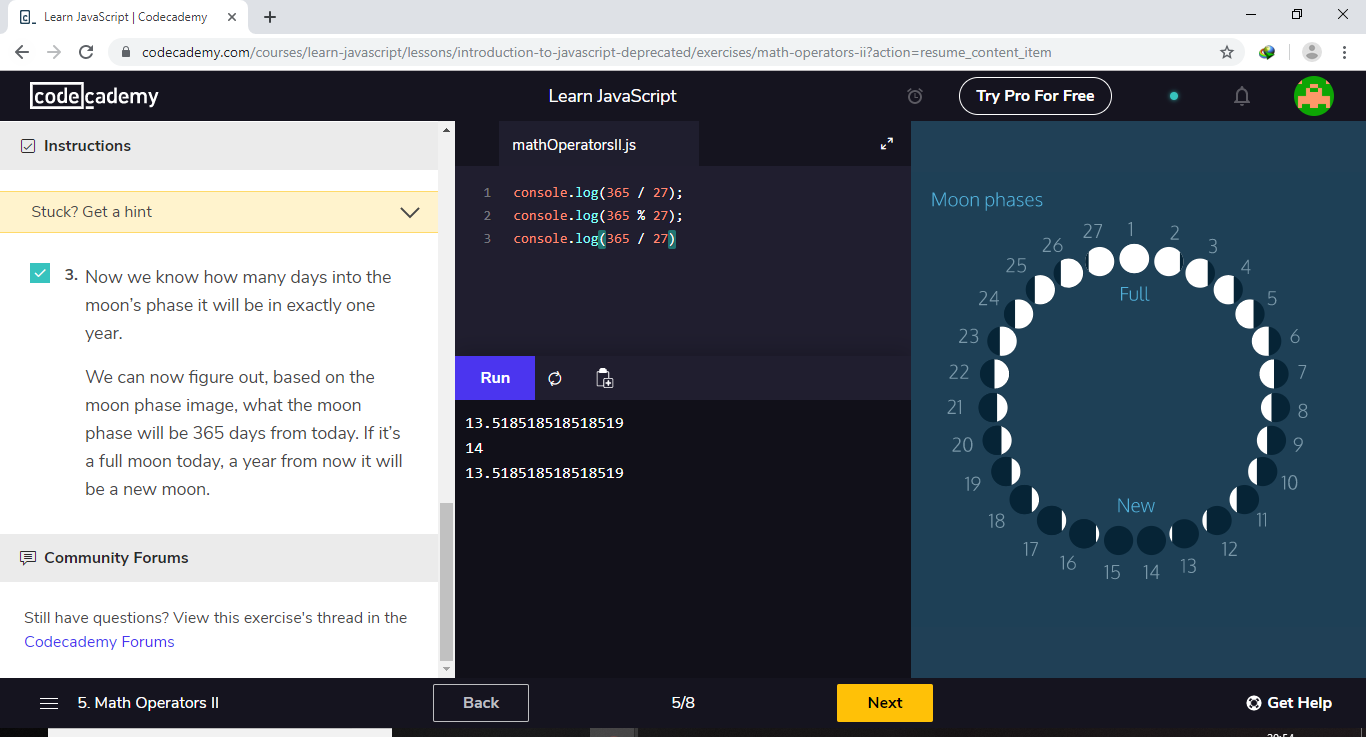 Learn JavaScript | Codecademy
codecademy.com/courses/learn-javascript/lessons/introduction-to-javascript-deprecated/exercises/math-operators-ii?action=resume_content_item
codecademy
Learn JavaScript
Try Pro For Free
Instructions
Stuck? Get a hint
3. Now we know how many days into the
moon's phase it will be in exactly one
year.
We can now figure out, based on the
moon phase image, what the moon
phase will be 365 days from today. If it's
a full moon today, a year from now it will
be a new moon.
Community Forums
Still have questions? View this exercise's thread in the
Codecademy Forums
mathOperatorsII.js
1 console.log(365 / 27);
2 console.log(365 % 27);
3 console.log(365 / 27)
Run
13.518518518518519
14
13.518518518518519
Moon phases
1
2
3
4
5
6
7
8
9
10
11
12
13
14
15
16
17
18
19
20
21
22
23
24
25
26
27
Full
New
5. Math Operators II
Back
5/8
Next
Get Help